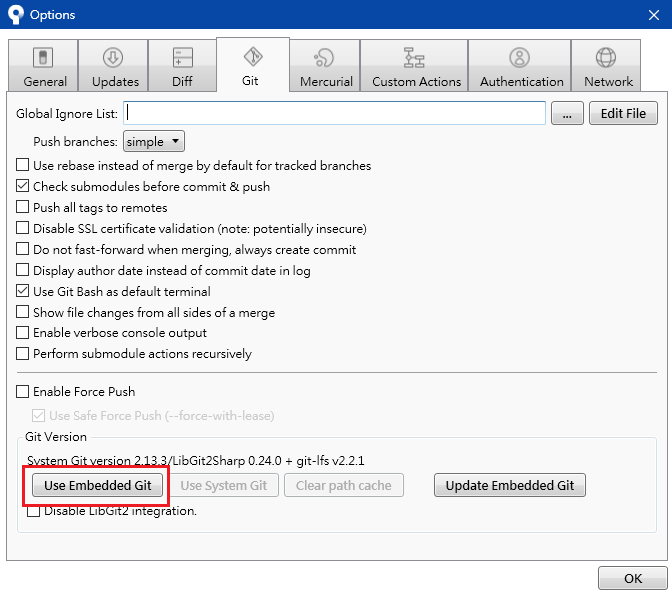 Options
General Updates Diff Git Mercurial Custom Actions Authentication Network
Global Ignore List: ... Edit File
Push branches: simple
Use rebase instead of merge by default for tracked branches
Check submodules before commit & push
Push all tags to remotes
Disable SSL certificate validation (note: potentially insecure)
Do not fast-forward when merging, always create commit
Display author date instead of commit date in log
Use Git Bash as default terminal
Show file changes from all sides of a merge
Enable verbose console output
Perform submodule actions recursively
Enable Force Push
Use Safe Force Push (--force-with-lease)
Git Version
System Git version 2.13.3/LibGit2Sharp 0.24.0 + git-lfs v2.2.1
Use Embedded Git Use System Git Clear path cache Update Embedded Git
Disable LibGit2 integration.
OK